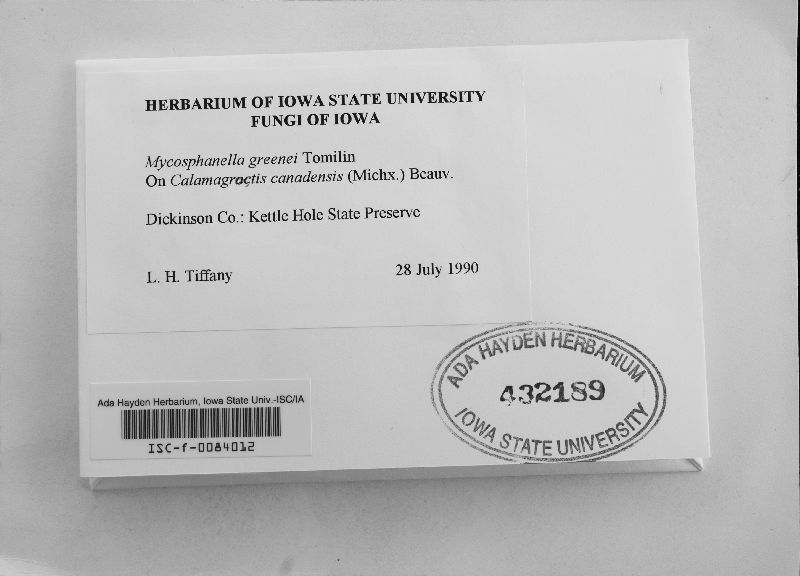 HERBARIUM OF IOWA STATE UNIVERSITY
FUNGI OF IOWA
Mycosphanella greenei Tomilin
On Calamagroctis canadensis (Michx.) Beauv.
Dickinson Co.: Kettle Hole State Preserve
L. H. Tiffany 28 July 1990
ADA HAYDEN HERBARIUM
432189
IOWA STATE UNIVERSITY
Ada Hayden Herbarium, Iowa State Univ.-ISC/IA
ISC-f-0084012